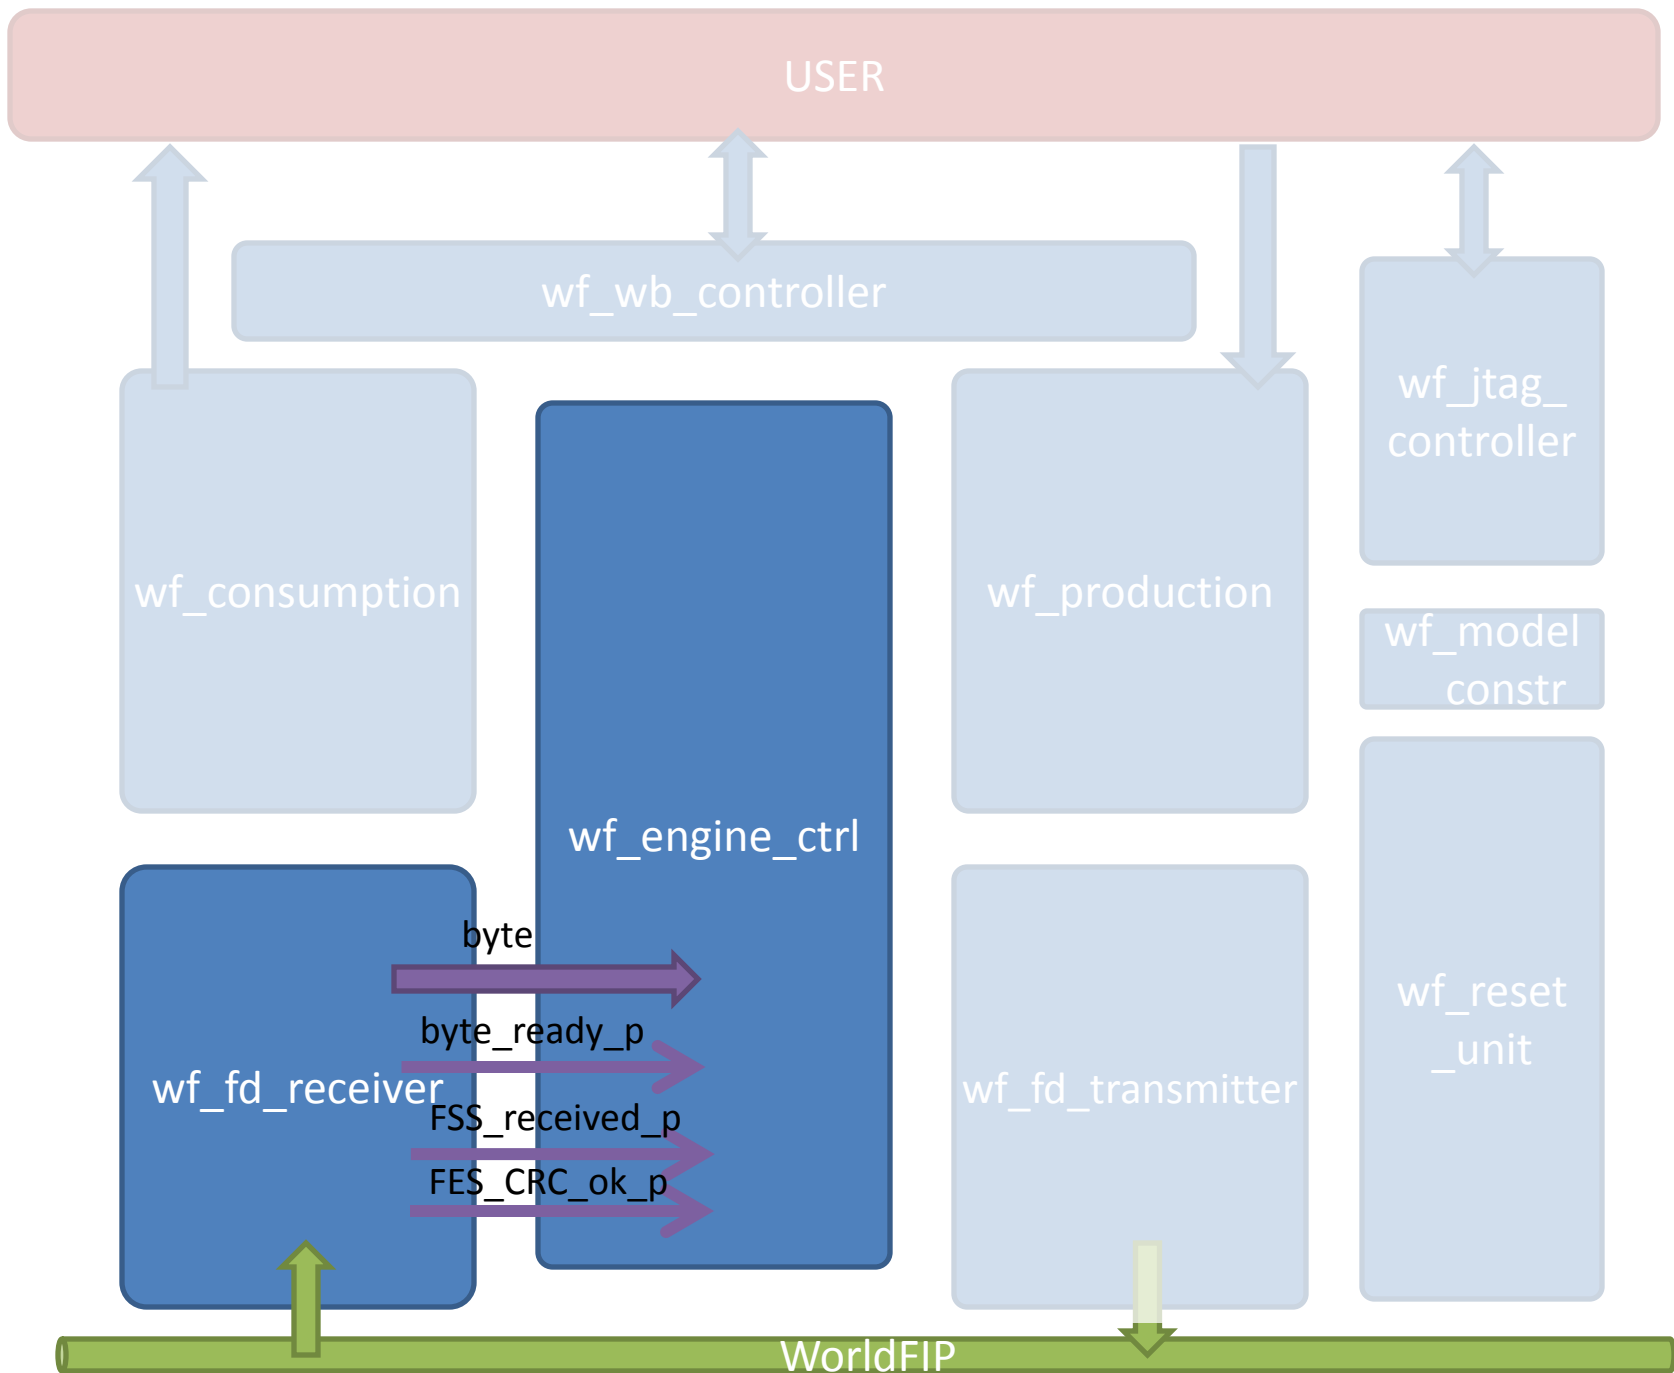 USER
wf_wb_controller
wf_jtag_
controller
wf_consumption
wf_production
wf_model
constr
wf_engine_ctrl
byte
byte_ready_p
wf_fd_receiver
FSS_received_p
FES_CRC_ok_p
wf_fd_transmitter
wf_reset
_unit
WorldFIP